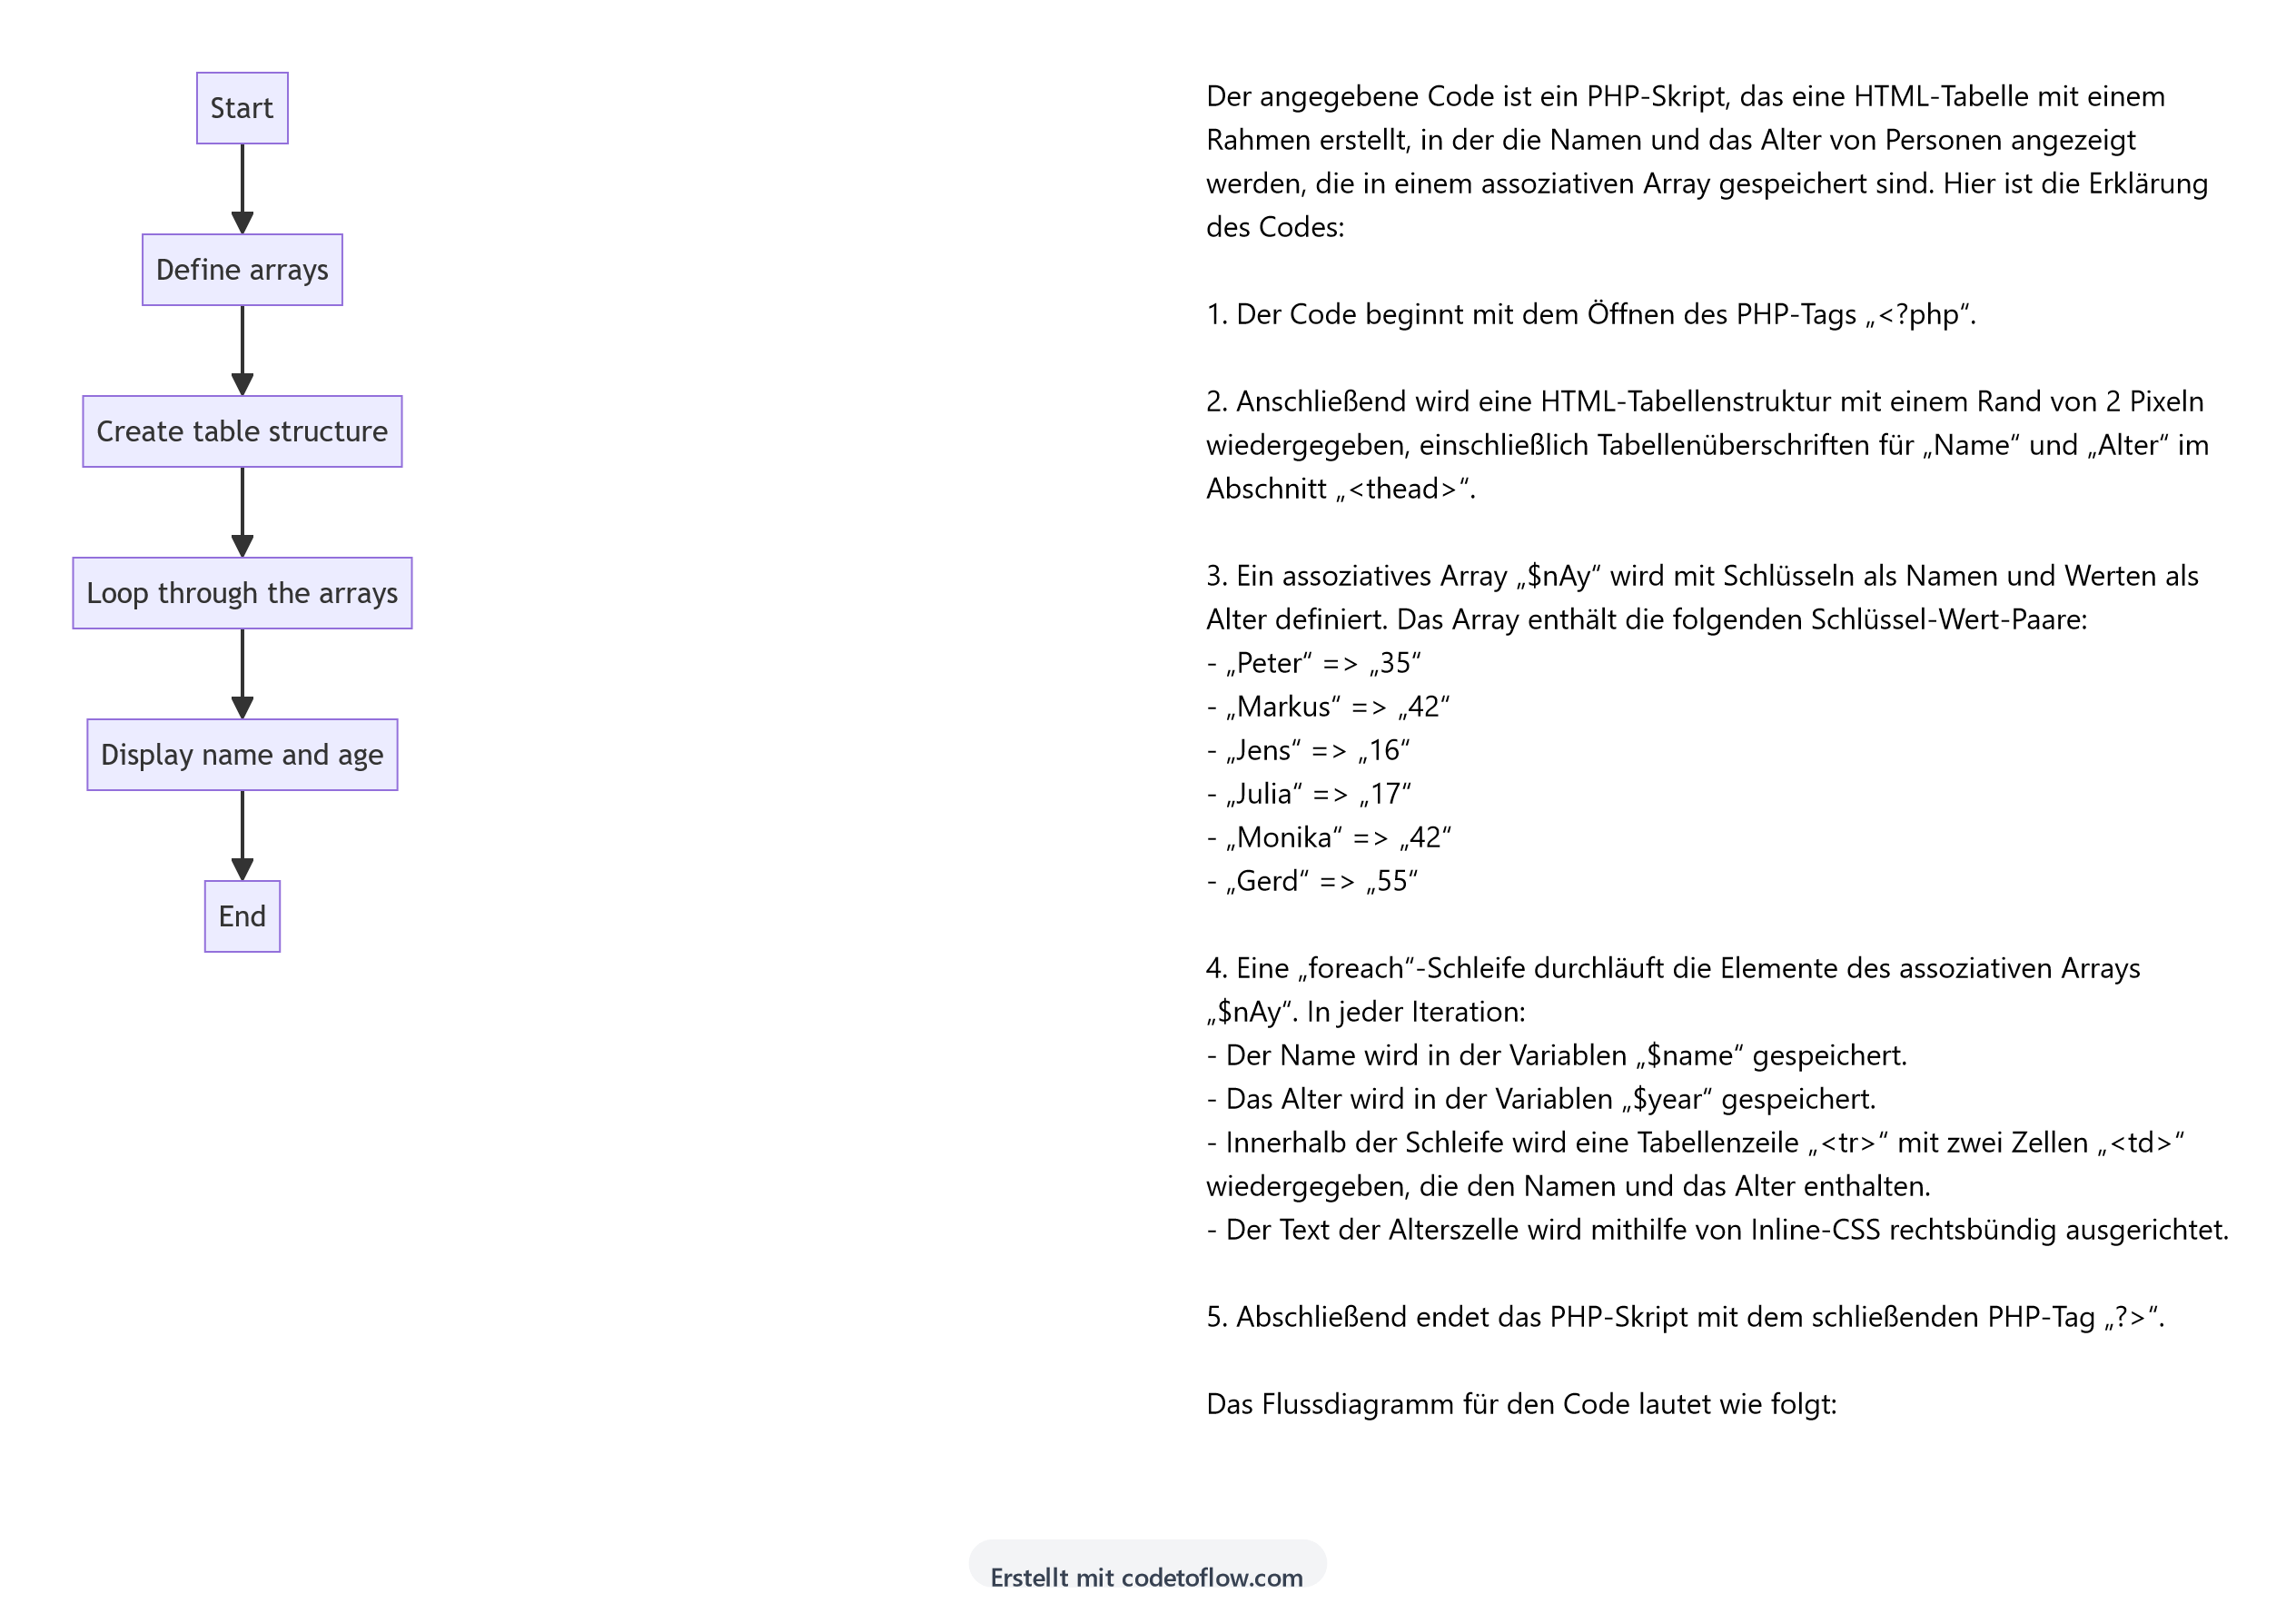 Start
Define arrays
Create table structure
Loop through the arrays
Display name and age
End
Der angegebene Code ist ein PHP-Skript, das eine HTML-Tabelle mit einem
Rahmen erstellt, in der die Namen und das Alter von Personen angezeigt
werden, die in einem assoziativen Array gespeichert sind. Hier ist die Erklärung
des Codes:
1. Der Code beginnt mit dem Öffnen des PHP-Tags „<?php“.
2. Anschließend wird eine HTML-Tabellenstruktur mit einem Rand von 2 Pixeln
wiedergegeben, einschließlich Tabellenüberschriften für „Name“ und „Alter“ im
Abschnitt „<thead>“.
3. Ein assoziatives Array „$nAy“ wird mit Schlüsseln als Namen und Werten als
Alter definiert. Das Array enthält die folgenden Schlüssel-Wert-Paare:
- „Peter“ => „35“
- „Markus“ => „42“
- „Jens“ => „16“
- „Julia“ => „17“
- „Monika“ => „42“
- „Gerd“ => „55“
4. Eine „foreach“-Schleife durchläuft die Elemente des assoziativen Arrays
„$nAy“. In jeder Iteration:
- Der Name wird in der Variablen „$name“ gespeichert.
- Das Alter wird in der Variablen „$year“ gespeichert.
- Innerhalb der Schleife wird eine Tabellenzeile „<tr>“ mit zwei Zellen „<td>“
wiedergegeben, die den Namen und das Alter enthalten.
- Der Text der Alterszelle wird mithilfe von Inline-CSS rechtsbündig ausgerichtet.
5. Abschließend endet das PHP-Skript mit dem schließenden PHP-Tag „?>“.
Das Flussdiagramm für den Code lautet wie folgt:
Erstellt mit codetoflow.com